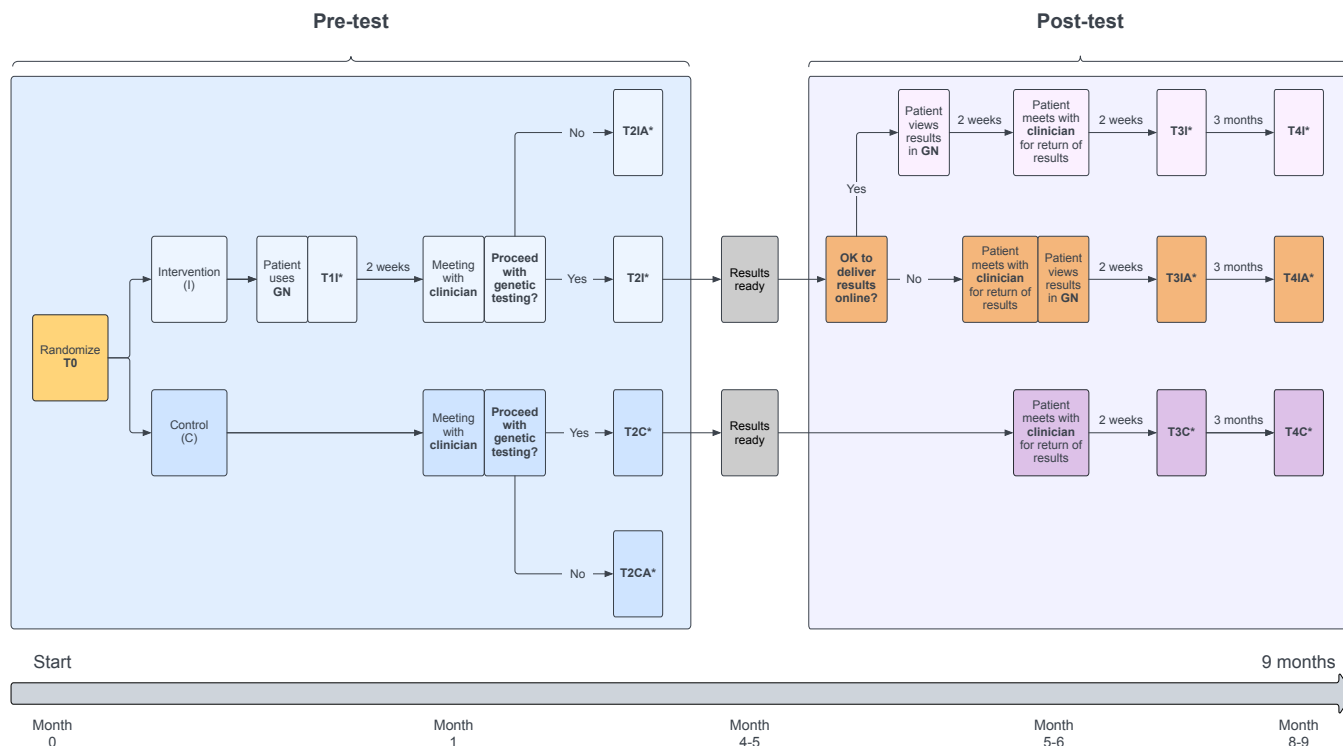 Pre-test
Post-test
No
T2IA*
Patient
views
results
in GN
2 weeks
Patient
meets with
clinician
for return of
results
2 weeks
T3I*
3 months
T4I*
Yes
Intervention
(I)
Patient
uses
GN
T1I*
2 weeks
Meeting
with
clinician
Proceed
with
genetic
testing?
Yes
T2I*
Results
ready
OK to
deliver
results
online?
No
Patient
meets with
clinician
for return of
results
Patient
views
results
in GN
2 weeks
T3IA*
3 months
T4IA*
Randomize
T0
Control
(C)
Meeting
with
clinician
Proceed
with
genetic
testing?
Yes
T2C*
Results
ready
Patient
meets with
clinician
for return of
results
2 weeks
T3C*
3 months
T4C*
No
T2CA*
Start
9 months
Month
0
Month
1
Month
4-5
Month
5-6
Month
8-9